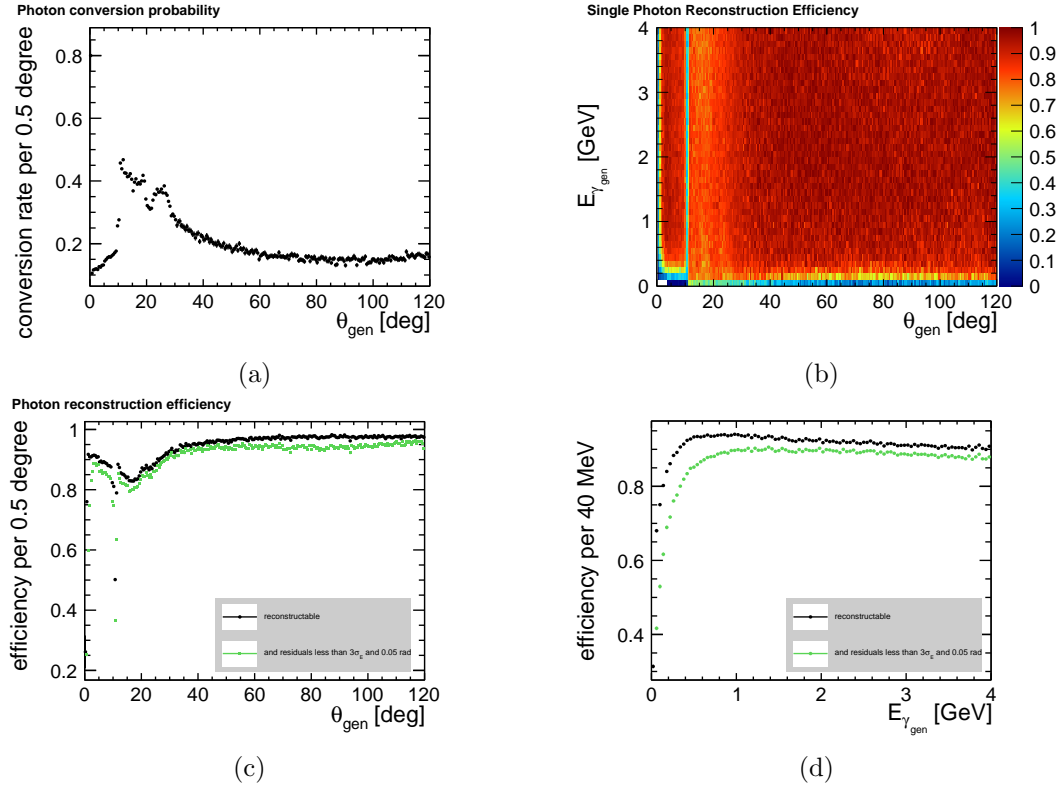 Photon conversion probability
conversion rate per 0.5 degree
0.8
0.6
0.4
0.2
0 20 40 60 80 100 120
θgen [deg]
(a)
Single Photon Reconstruction Efficiency
Eγgen [GeV]
4
3
2
1
0
0 20 40 60 80 100 120
θgen [deg]
1
0.9
0.8
0.7
0.6
0.5
0.4
0.3
0.2
0.1
0
(b)
Photon reconstruction efficiency
efficiency per 0.5 degree
1
0.8
0.6
0.4
0.2
reconstructable
and residuals less than 3σE and 0.05 rad
0 20 40 60 80 100 120
θgen [deg]
(c)
efficiency per 40 MeV
0.8
0.6
0.4
reconstructable
and residuals less than 3σE and 0.05 rad
0 1 2 3 4
Eγgen [GeV]
(d)